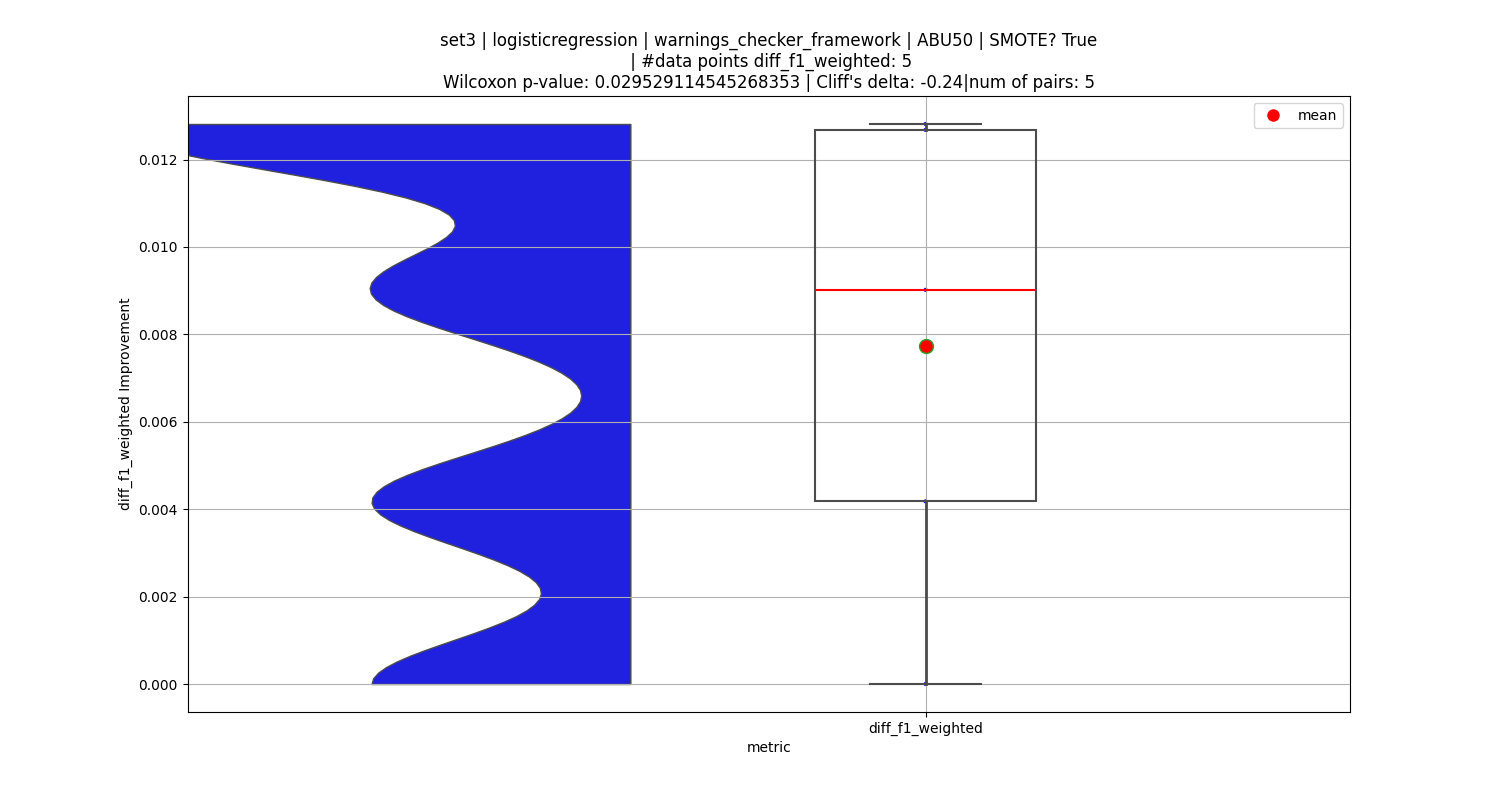 set3 | logisticregression | warnings_checker_framework | ABU50 | SMOTE? True
| #data points diff_f1_weighted: 5
Wilcoxon p-value: 0.029529114545268353 | Cliff's delta: -0.24|num of pairs: 5
mean
0.012
0.010
0.008
0.006
0.004
0.002
0.000
diff_f1_weighted Improvement
diff_f1_weighted
metric